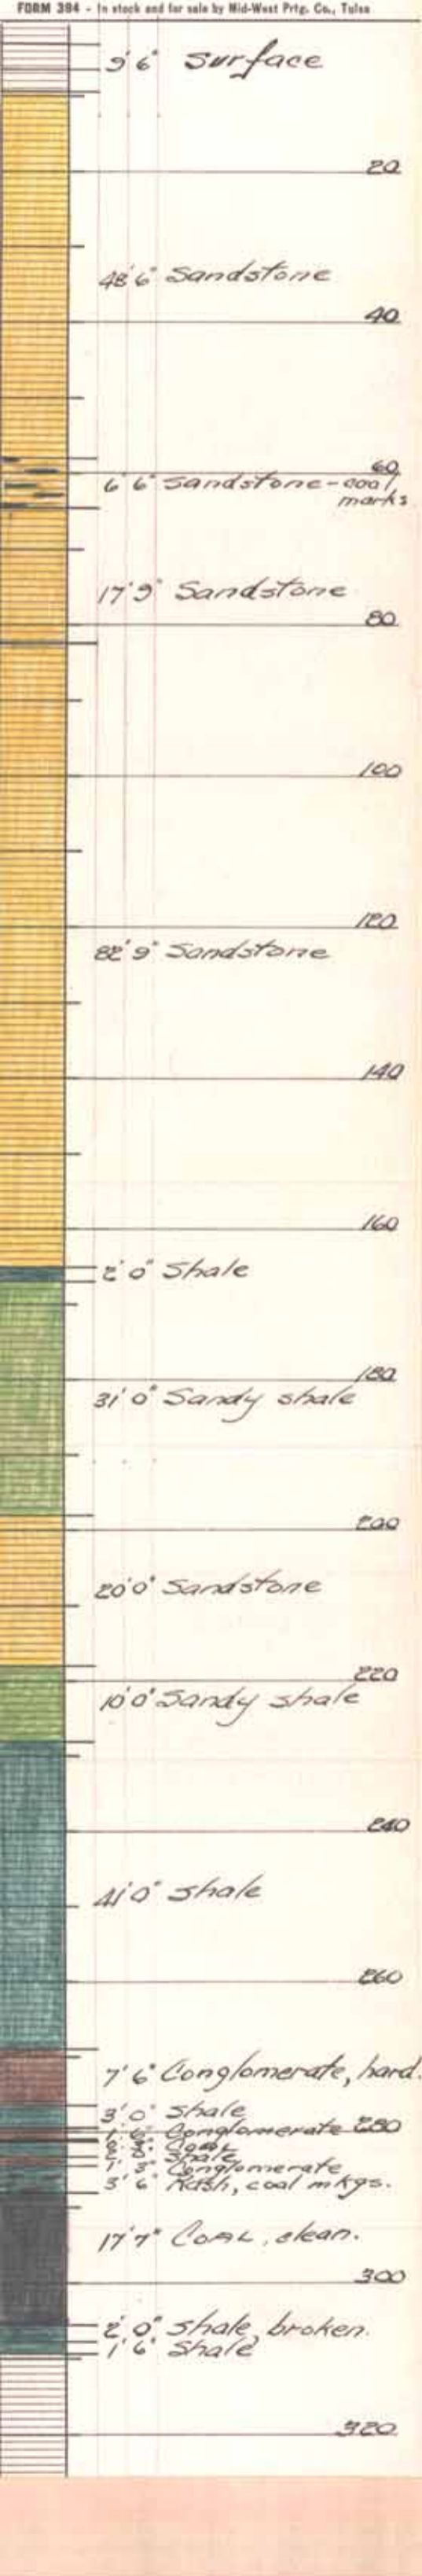 FORM 384 - In stock and for sale by Mid-West Prtg. Co., Tulsa
9' 6" Surface
20
48' 6" Sandstone
40
60
6' 6" Sandstone - coal
marks
17' 9" Sandstone
80
100
120
82' 9" Sandstone
140
160
2' 0" Shale
180
31' 0" Sandy shale
200
20' 0" Sandstone
220
10' 0" Sandy shale
240
41' 0" Shale
260
7' 6" Conglomerate, hard.
3' 0" Shale
1' 6" Conglomerate 280
Coal
Shale
1' 3" Conglomerate
3' 6" Rash, coal mkgs.
17' 7" COAL, clean.
300
2' 0" Shale, broken.
1' 6" Shale
320